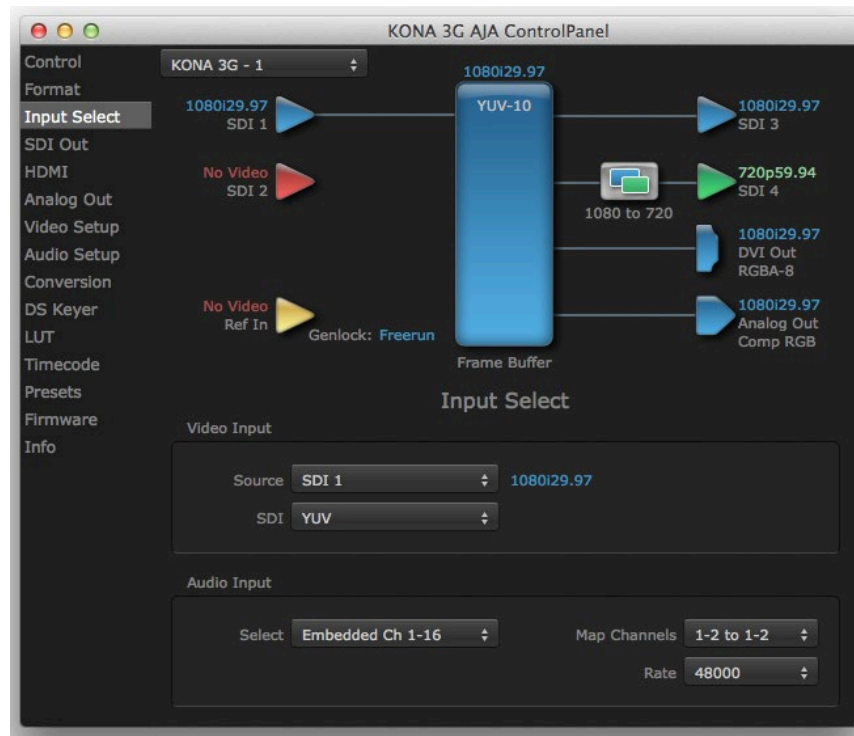 KONA 3G AJA ControlPanel
Control
Format
Input Select
SDI Out
HDMI
Analog Out
Video Setup
Audio Setup
Conversion
DS Keyer
LUT
Timecode
Presets
Firmware
Info
KONA 3G - 1
1080i29.97
YUV-10
1080i29.97
SDI 1
No Video
SDI 2
No Video
Ref In
Genlock: Freerun
Frame Buffer
1080i29.97
SDI 3
1080 to 720
720p59.94
SDI 4
1080i29.97
DVI Out
RGBA-8
1080i29.97
Analog Out
Comp RGB
Input Select
Video Input
Source SDI 1 1080i29.97
SDI YUV
Audio Input
Select Embedded Ch 1-16 Map Channels 1-2 to 1-2
Rate 48000